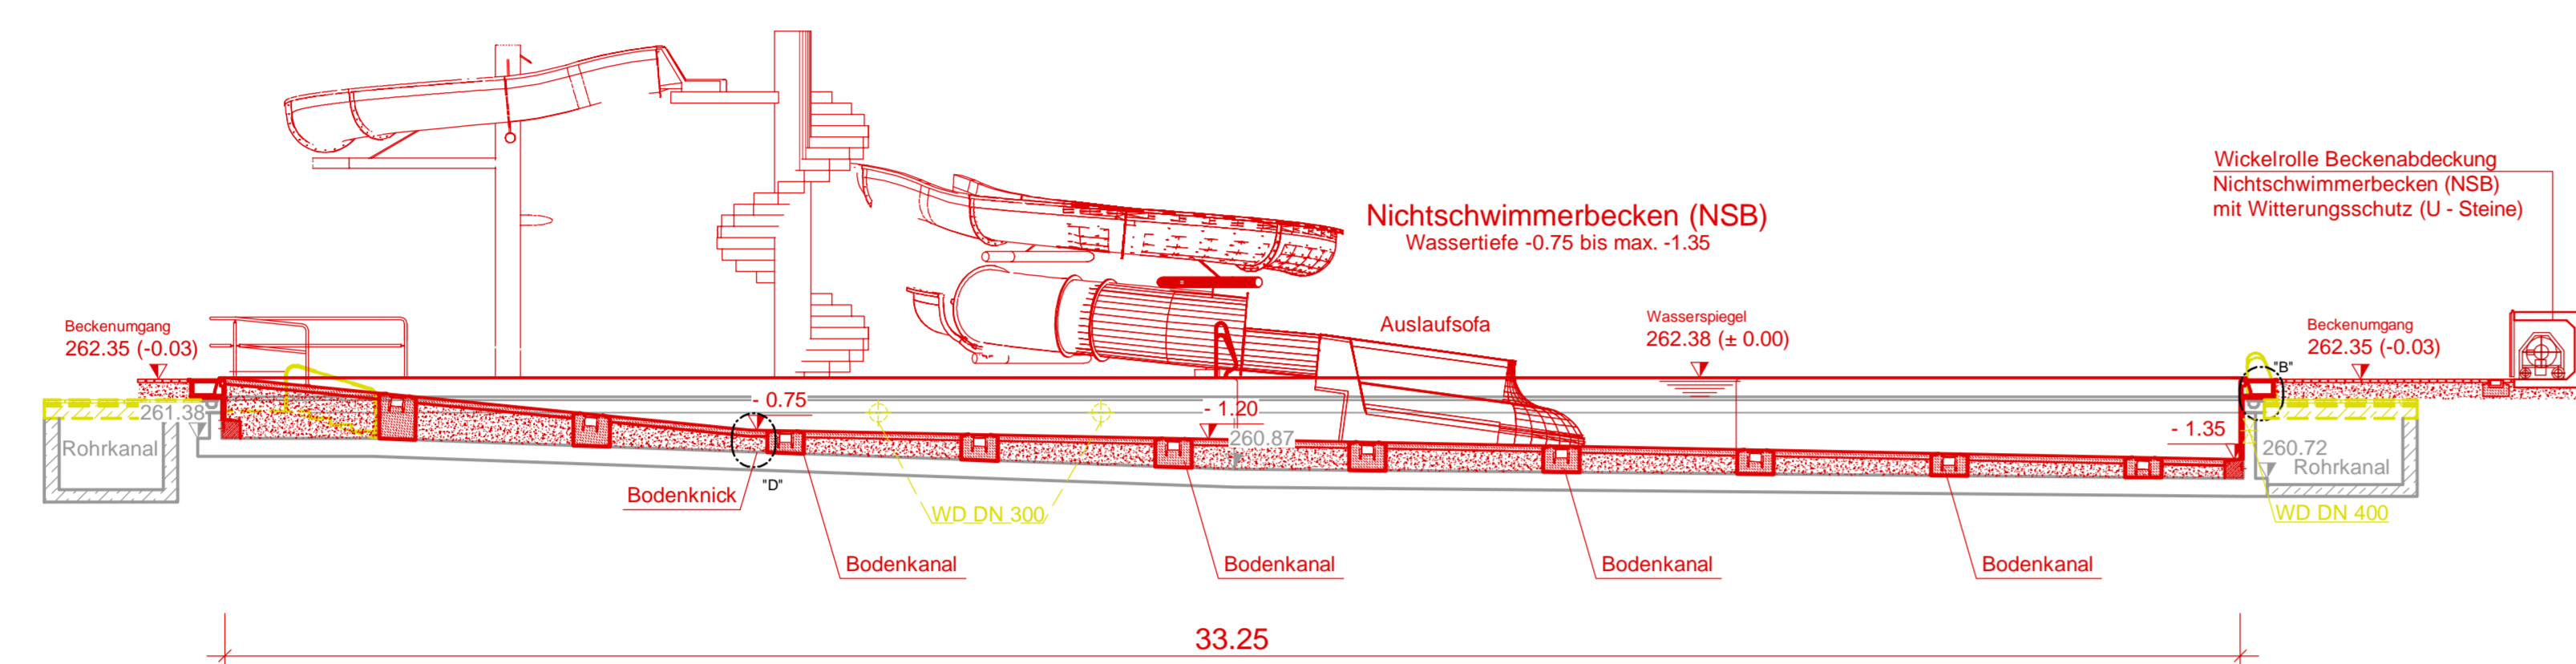 Wickelrolle Beckenabdeckung
Nichtschwimmerbecken (NSB)
mit Witterungsschutz (U - Steine)
Nichtschwimmerbecken (NSB)
Wassertiefe -0.75 bis max. -1.35
Beckenumgang
262.35 (-0.03)
Auslaufsofa
Wasserspiegel
262.38 (± 0.00)
Beckenumgang
262.35 (-0.03)
"B"
261.38
- 0.75
- 1.20
- 1.35
Rohrkanal
260.87
260.72
Rohrkanal
Bodenknick
"D"
WD DN 300
WD DN 400
Bodenkanal
Bodenkanal
Bodenkanal
Bodenkanal
33.25